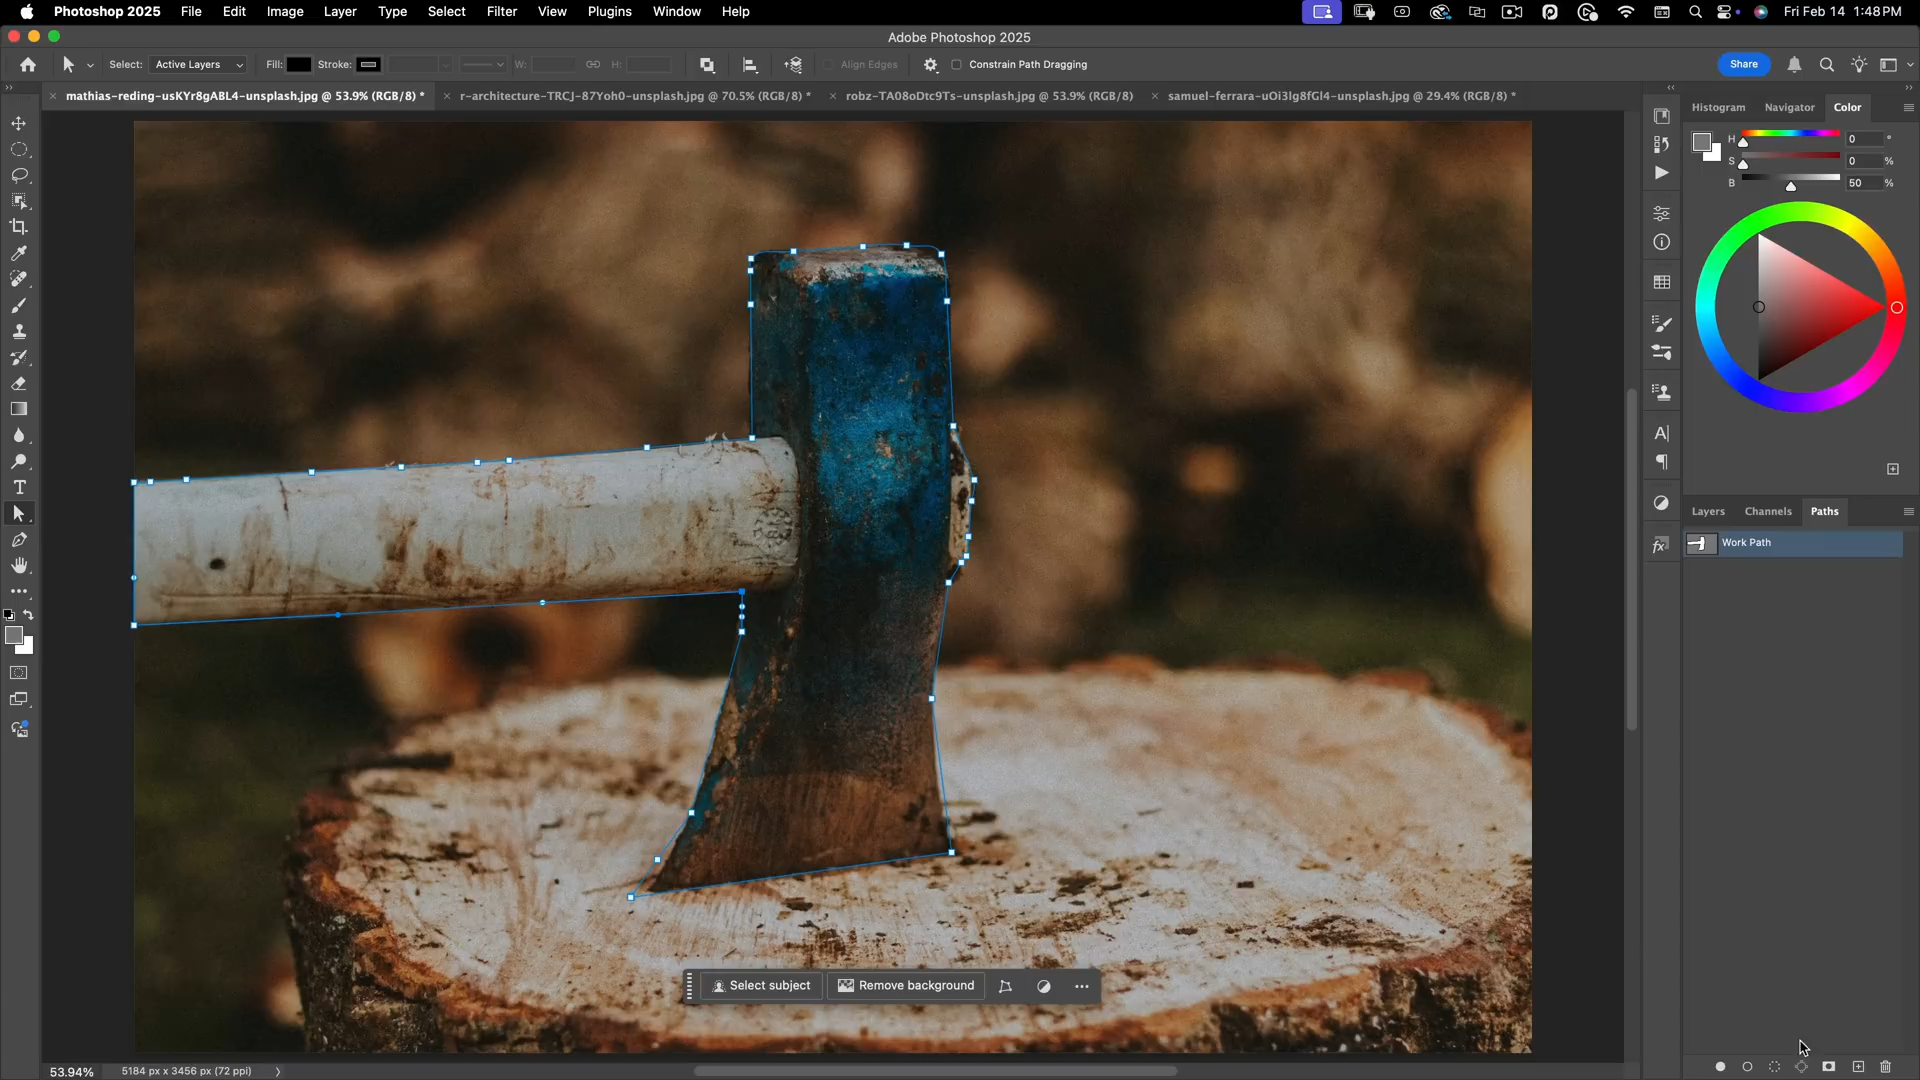 Photoshop 2025 File Edit Image Layer Type Select Filter View Plugins Window Help Fri Feb 14 1:48 PM
Adobe Photoshop 2025
Select: Active Layers Fill: Stroke: W: H: Align Edges Constrain Path Dragging Share
mathias-reding-usKYr8gABL4-unsplash.jpg @ 53.9% (RGB/8) * r-architecture-TRCJ-87Yoh0-unsplash.jpg @ 70.5% (RGB/8) * robz-TA08oDtc9Ts-unsplash.jpg @ 53.9% (RGB/8) samuel-ferrara-uOi3lg8fGl4-unsplash.jpg @ 29.4% (RGB/8) *
Histogram Navigator Color
H 0 °
S 0 %
B 50 %
Layers Channels Paths
Work Path
Select subject Remove background
53.94% 5184 px x 3456 px (72 ppi)